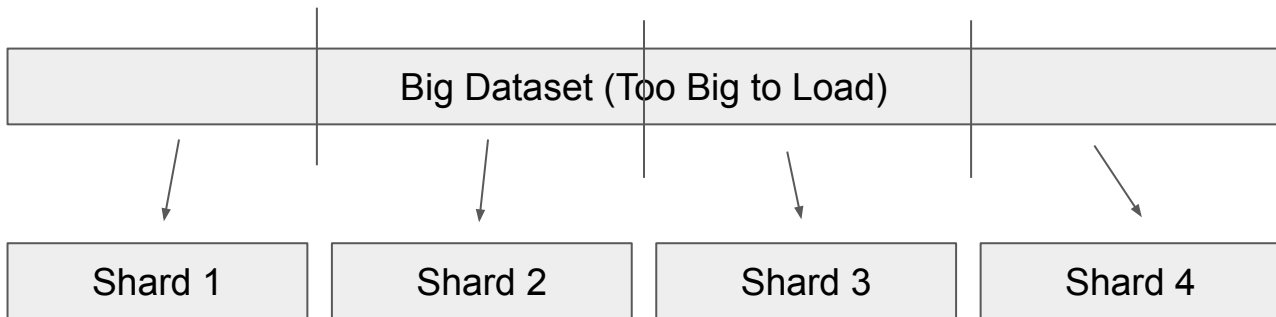 Big Dataset (Too Big to Load)
Shard 1
Shard 2
Shard 3
Shard 4